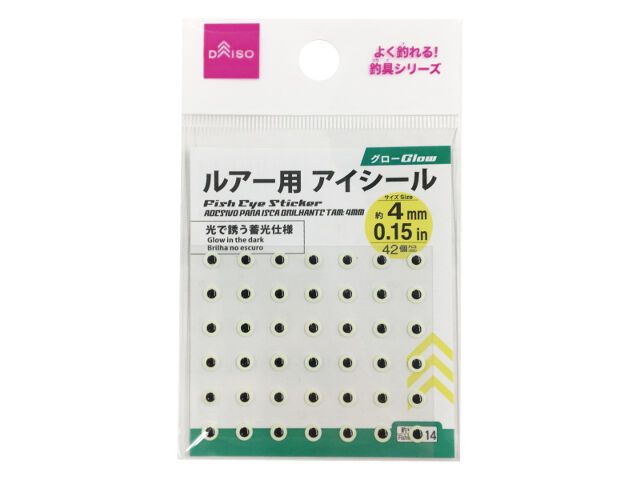 DAISO
よく釣れる!
釣具シリーズ
グローGlow
ルアー用 アイシール
Fish Eye Sticker
ADESIVO PARA ISCA BRILHANTE TAM: 4MM
サイズ Size
約4mm
0.15 in
42個入
光で誘う蓄光仕様
Glow in the dark
Brilha no escuro
14